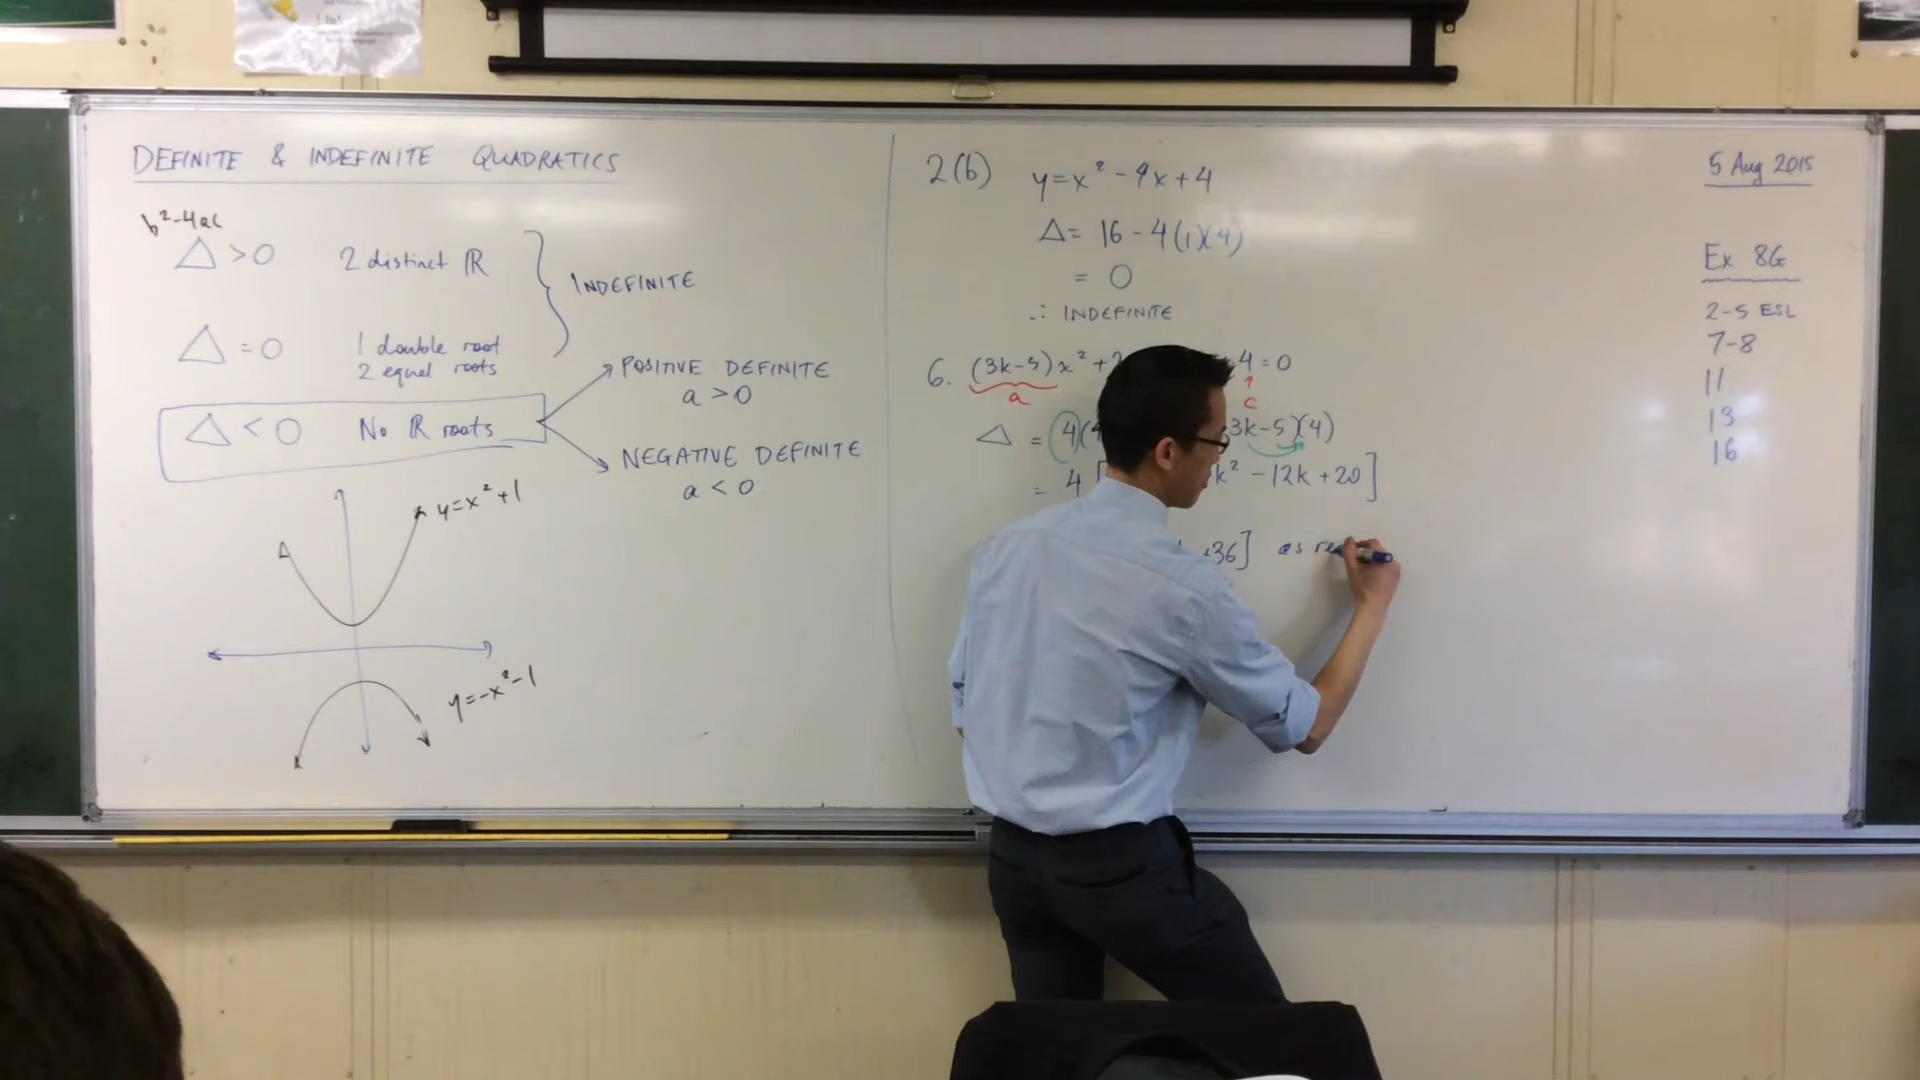 DEFINITE & INDEFINITE QUADRATICS
b²-4ac
△ > 0 2 distinct ℝ
INDEFINITE
△ = 0 1 double root
2 equal roots
△ < 0 No ℝ roots
POSITIVE DEFINITE
a > 0
NEGATIVE DEFINITE
a < 0
y=x²+1
y=-x²-1
2(b) y=x²-4x+4
△= 16-4(1)(4)
= 0
∴ INDEFINITE
6. (3k-5)x²+ 4=0
a c
△ = 4( 3k-5)(4)
= 4[ k²-12k+20]
+36] as re
5 Aug 2015
Ex 8G
2-5 ESL
7-8
11
13
16